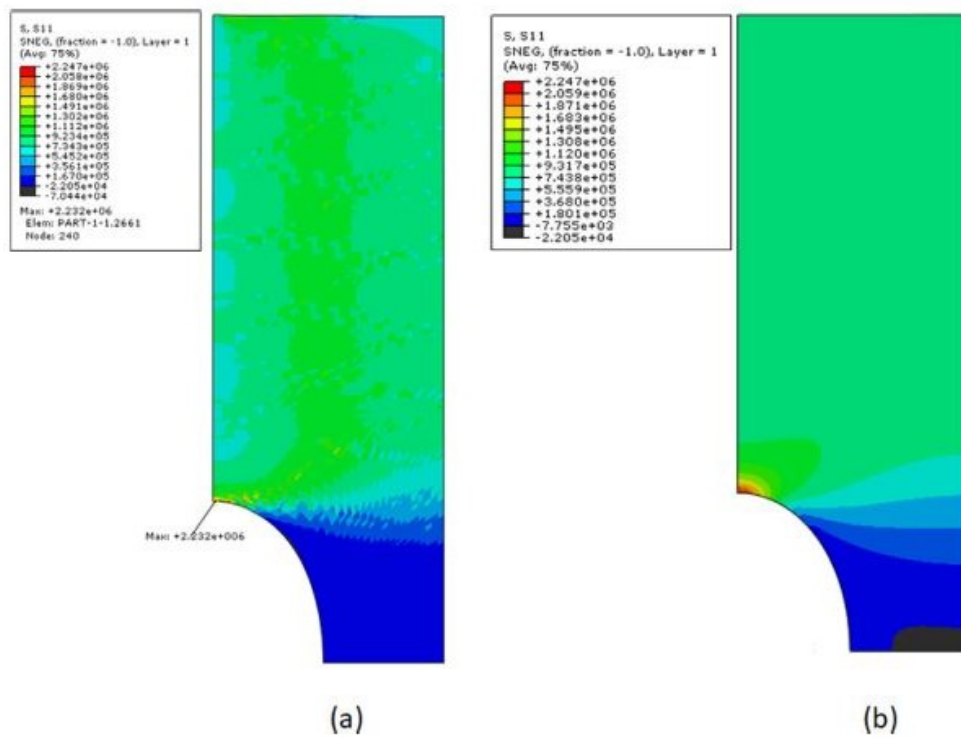 S, S11
SNEG, (fraction = -1.0), Layer = 1
(Avg: 75%)
+2.247e+06
+2.058e+06
+1.869e+06
+1.680e+06
+1.491e+06
+1.302e+06
+1.112e+06
+9.234e+05
+7.343e+05
+5.452e+05
+3.561e+05
+1.670e+05
-2.205e+04
-7.044e+04
Max: +2.232e+06
Elem: PART-1-1.2661
Node: 240
Max: +2.232e+006
(a)
S, S11
SNEG, (fraction = -1.0), Layer = 1
(Avg: 75%)
+2.247e+06
+2.059e+06
+1.871e+06
+1.683e+06
+1.495e+06
+1.308e+06
+1.120e+06
+9.317e+05
+7.438e+05
+5.559e+05
+3.680e+05
+1.801e+05
-7.755e+03
-2.205e+04
(b)